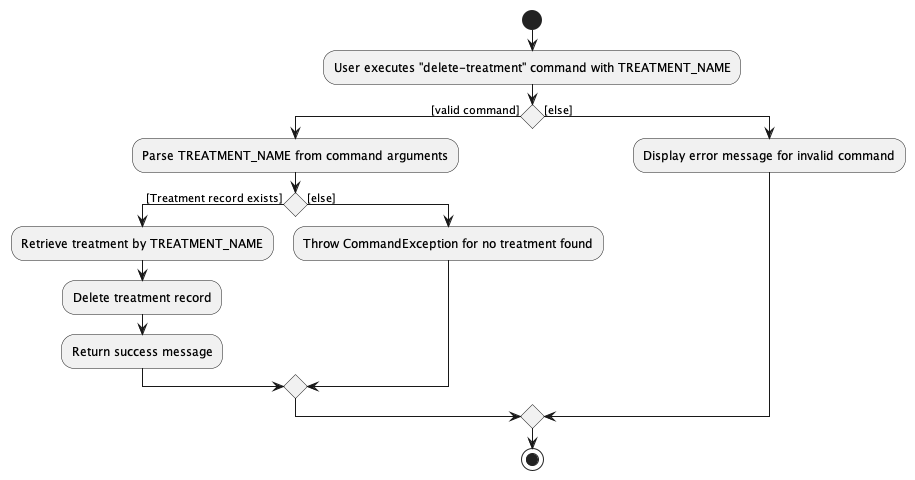 User executes "delete-treatment" command with TREATMENT_NAME
[valid command]
[else]
Parse TREATMENT_NAME from command arguments
Display error message for invalid command
[Treatment record exists]
[else]
Retrieve treatment by TREATMENT_NAME
Throw CommandException for no treatment found
Delete treatment record
Return success message